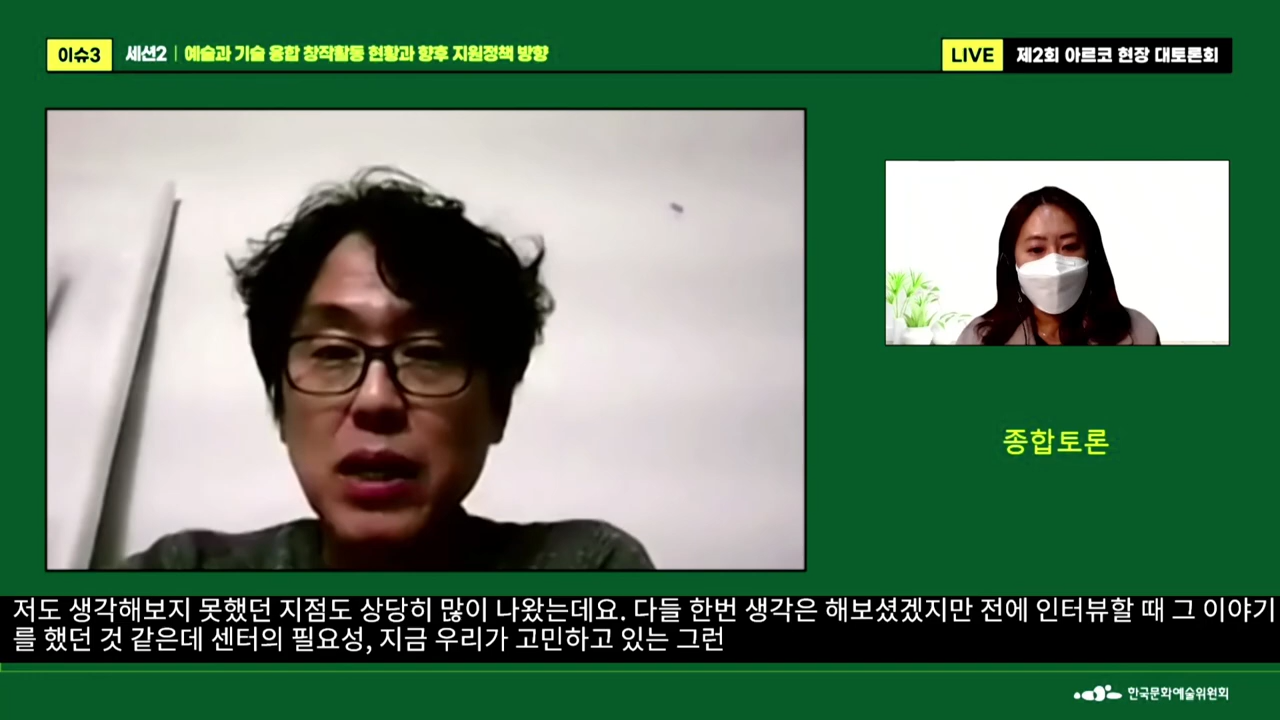 이슈3
세션2 | 예술과 기술 융합 창작활동 현황과 향후 지원정책 방향
LIVE
제2회 아르코 현장 대토론회
종합토론
저도 생각해보지 못했던 지점도 상당히 많이 나왔는데요. 다들 한번 생각은 해보셨겠지만 전에 인터뷰할 때 그 이야기
를 했던 것 같은데 센터의 필요성, 지금 우리가 고민하고 있는 그런
한국문화예술위원회